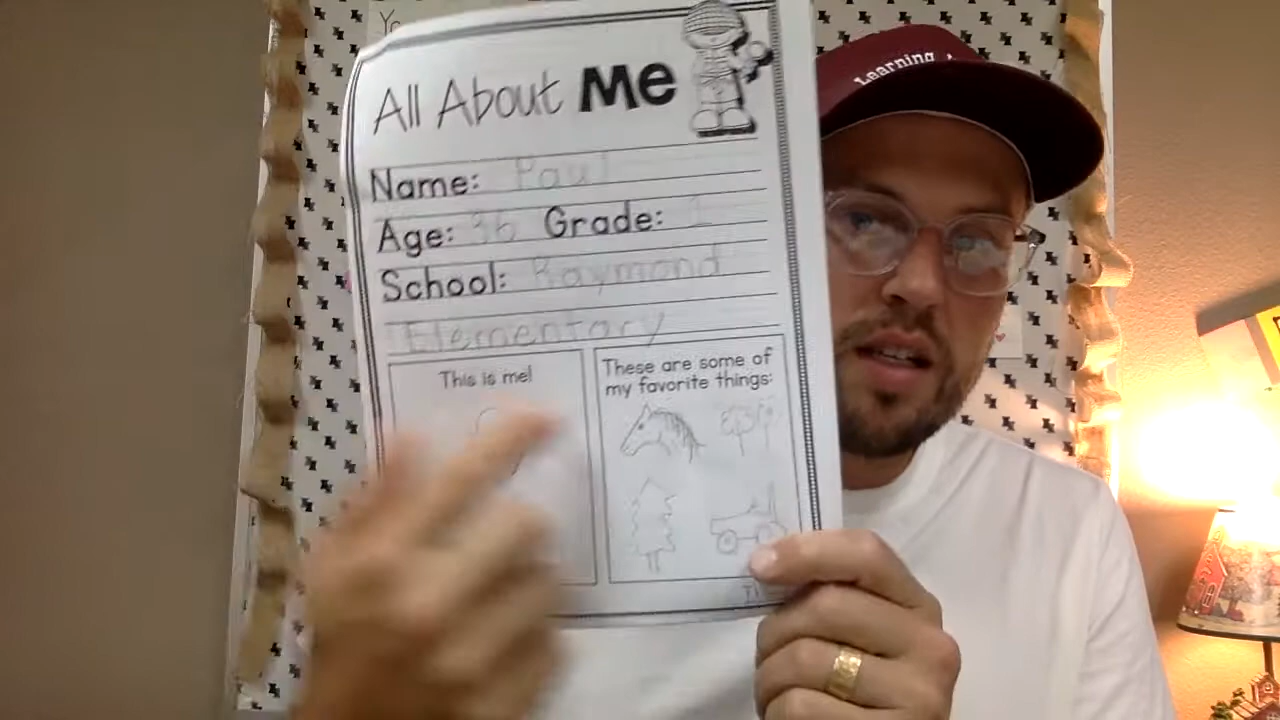 Learning
All About Me
Name: Paul
Age: 36 Grade: 1
School: Raymond
Elementary
This is me!
These are some of
my favorite things: